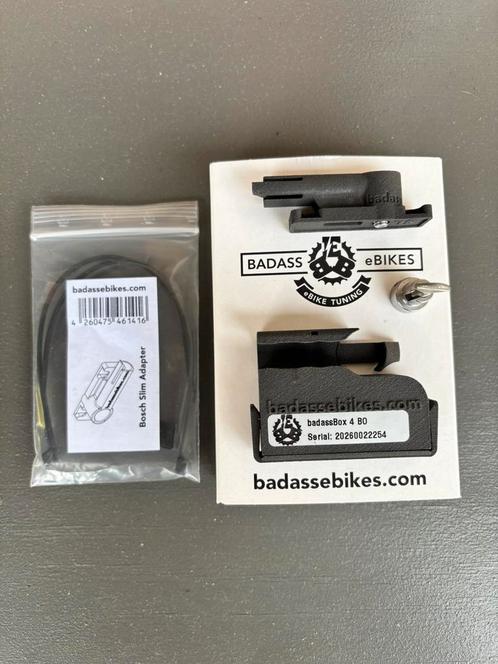 badassebikes.com
4 260475 461416
Bosch Slim Adapter
badas
BADASS eBIKES
eBIKE TUNING
badassebikes.com
badassBox 4 BO
Serial: 20260022254
badassebikes.com